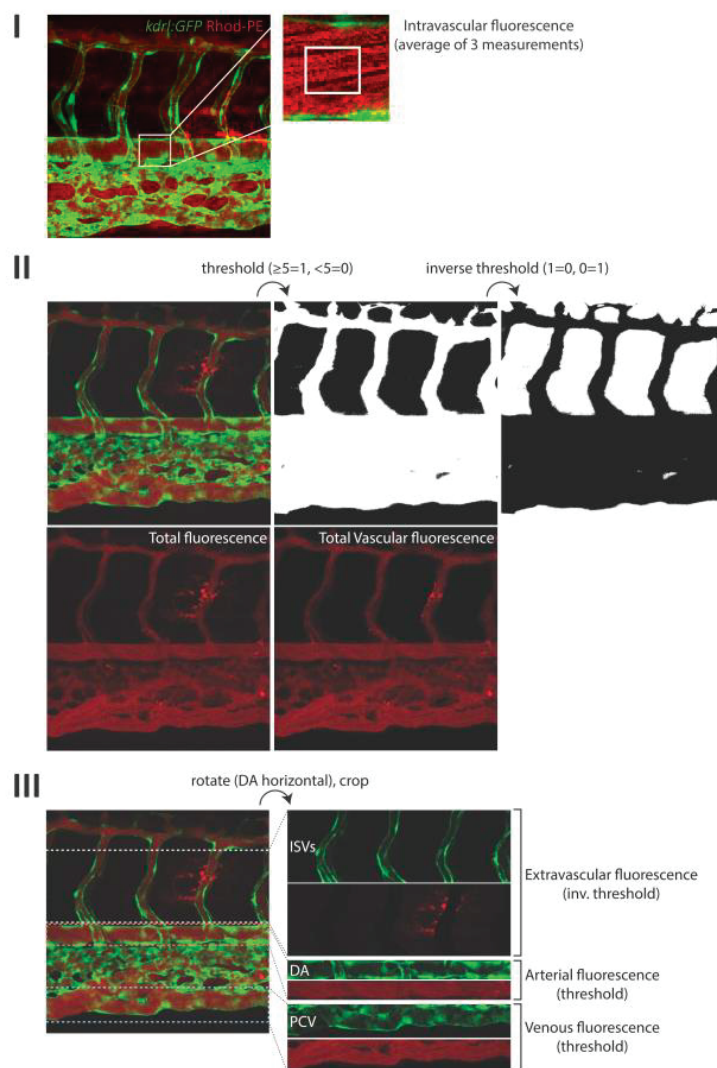 I
kdrl:GFP Rhod-PE
Intravascular fluorescence
(average of 3 measurements)
II
threshold (≥5=1, <5=0)
inverse threshold (1=0, 0=1)
Total fluorescence
Total Vascular fluorescence
III
rotate (DA horizontal), crop
ISVs
Extravascular fluorescence
(inv. threshold)
DA
Arterial fluorescence
(threshold)
PCV
Venous fluorescence
(threshold)